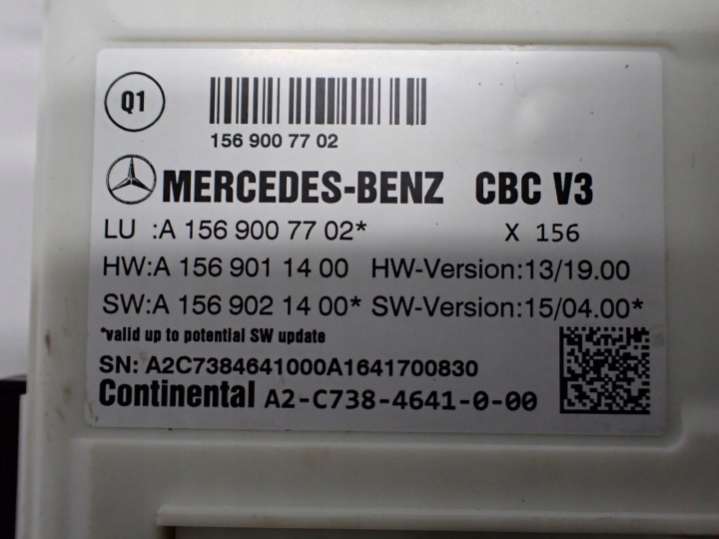 Q1
156 900 77 02
MERCEDES-BENZ CBC V3
LU :A 156 900 77 02* X 156
HW:A 156 901 14 00 HW-Version:13/19.00
SW:A 156 902 14 00* SW-Version:15/04.00*
*valid up to potential SW update
SN: A2C7384641000A1641700830
Continental A2-C738-4641-0-00